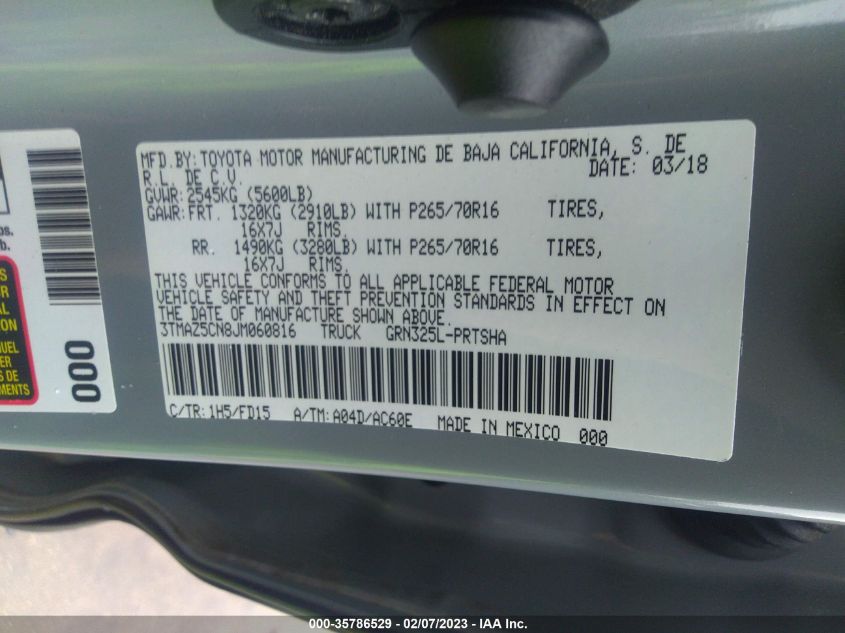 MFD.BY:TOYOTA MOTOR MANUFACTURING DE BAJA CALIFORNIA, S. DE
R.L. DE C.V. DATE: 03/18
GVWR:2545KG (5600LB)
GAWR:FRT. 1320KG (2910LB) WITH P265/70R16 TIRES,
16X7J RIMS,
RR. 1490KG (3280LB) WITH P265/70R16 TIRES,
16X7J RIMS.
THIS VEHICLE CONFORMS TO ALL APPLICABLE FEDERAL MOTOR
VEHICLE SAFETY AND THEFT PREVENTION STANDARDS IN EFFECT ON
THE DATE OF MANUFACTURE SHOWN ABOVE.
3TMAZ5CN8JM060816 TRUCK GRN325L-PRTSHA
C/TR:1H5/FD15 A/TM:A04D/AC60E MADE IN MEXICO 000
000
DE
MENTS
000-35786529 - 02/07/2023 - IAA Inc.